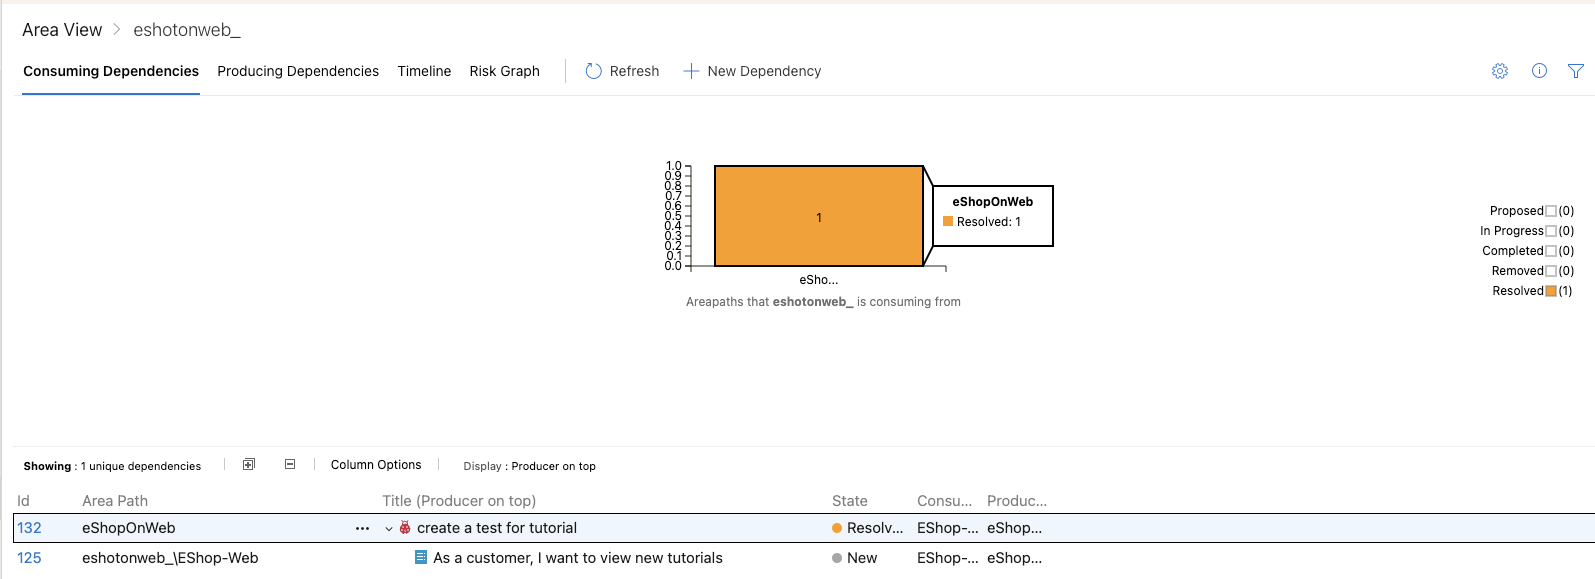 Area View > eshotonweb_
Consuming Dependencies Producing Dependencies Timeline Risk Graph Refresh New Dependency
1.0
0.9
0.8
0.7
0.6
0.5
0.4
0.3
0.2
0.1
0.0
1
eShopOnWeb
Resolved: 1
eSho...
Areapaths that eshotonweb_ is consuming from
Proposed (0)
In Progress (0)
Completed (0)
Removed (0)
Resolved (1)
Showing : 1 unique dependencies Column Options Display : Producer on top
Id Area Path Title (Producer on top) State Consu... Produc...
132 eShopOnWeb ... create a test for tutorial Resolv... EShop-... eShop...
125 eshotonweb_\EShop-Web As a customer, I want to view new tutorials New EShop-... eShop...